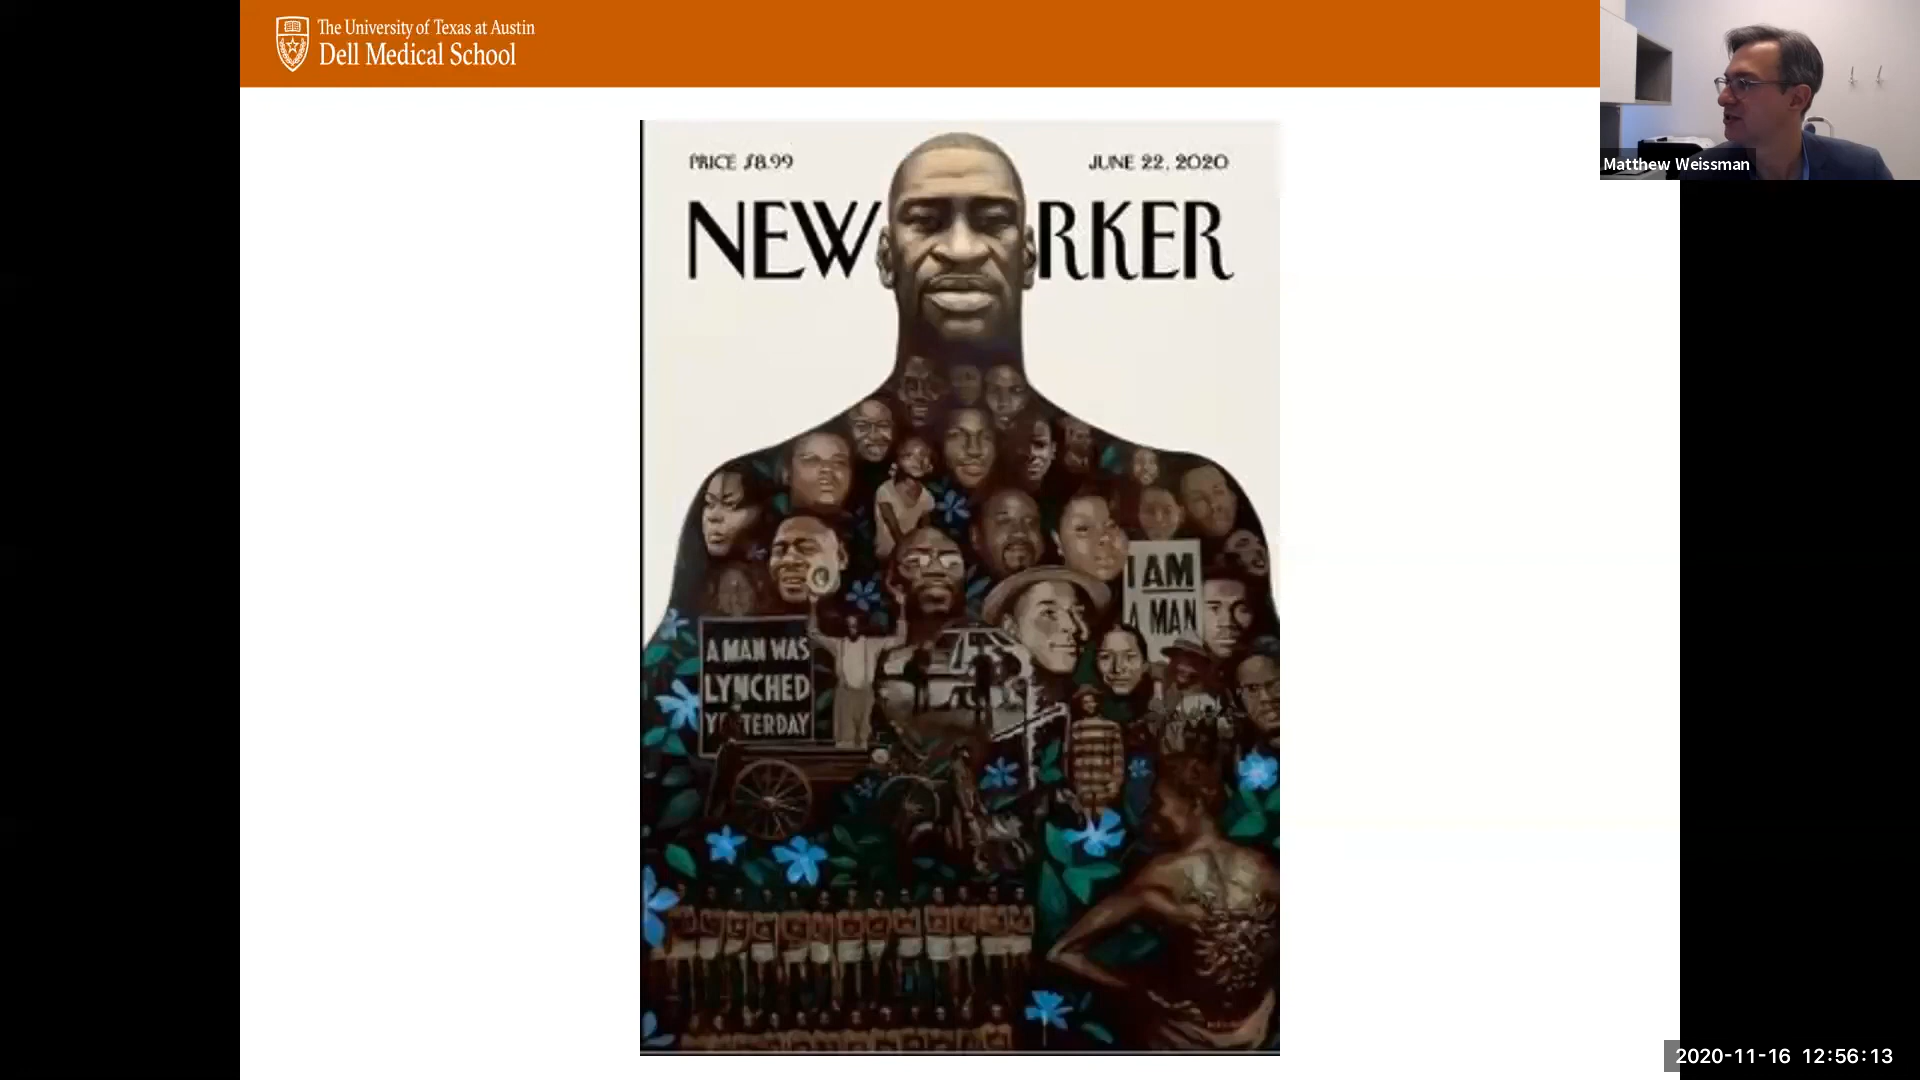 The University of Texas at Austin
Dell Medical School
Matthew Weissman
PRICE $8.99
JUNE 22, 2020
NEW RKER
I AM
A MAN
A MAN WAS
LYNCHED
YESTERDAY
2020-11-16 12:56:13